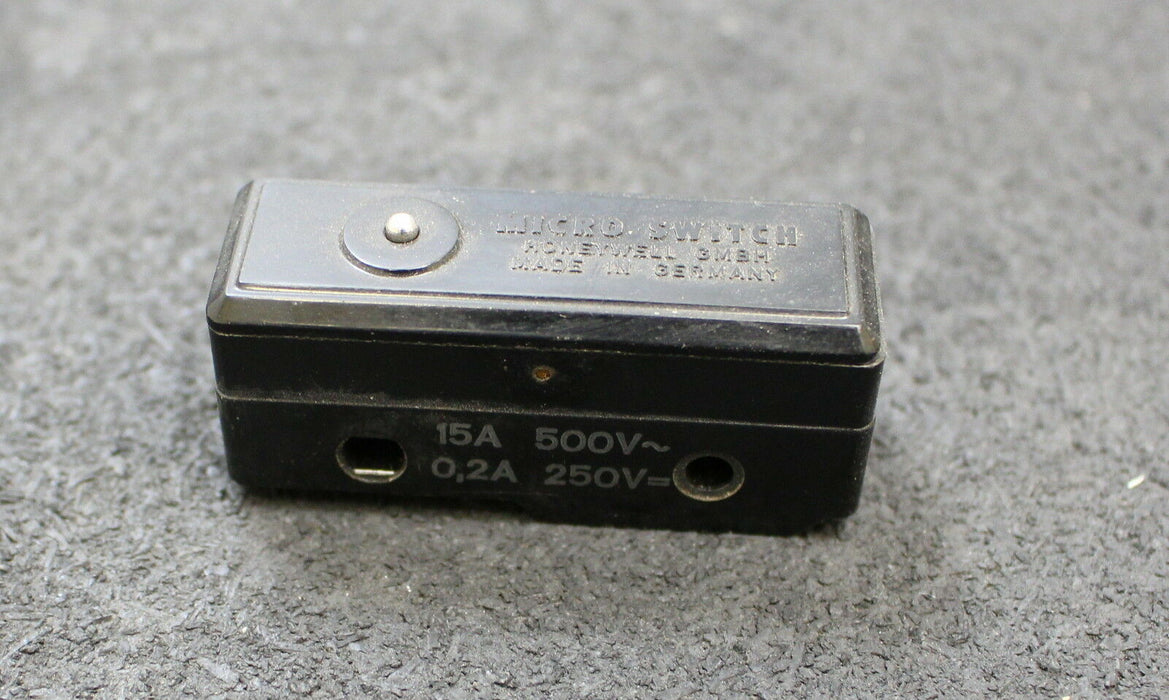 MICRO SWITCH
HONEYWELL GMBH
MADE IN GERMANY
15A 500V~
0,2A 250V=